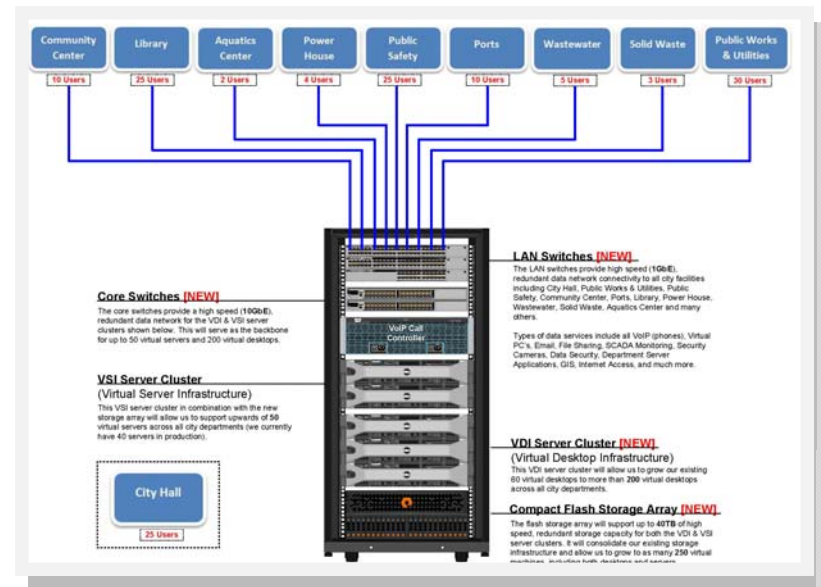 Community
Center
Library
Aquatics
Center
Power
House
Public
Safety
Ports
Wastewater
Solid Waste
Public Works
& Utilities
10 Users
25 Users
2 Users
4 Users
25 Users
10 Users
5 Users
3 Users
30 Users
LAN Switches [NEW]
The LAN switches provide high speed (1GbE),
redundant data network connectivity to all city facilities
including City Hall, Public Works & Utilities, Public
Safety, Community Center, Ports, Library, Power House,
Wastewater, Solid Waste, Aquatics Center and many
others.
Types of data services include all VoIP (phones), Virtual
PC's, Email, File Sharing, SCADA Monitoring, Security
Cameras, Data Security, Department Server
Applications, GIS, Internet Access, and much more.
Core Switches [NEW]
The core switches provide a high speed (10GbE),
redundant data network for the VDI & VSI server
clusters shown below. This will serve as the backbone
for up to 50 virtual servers and 200 virtual desktops.
VoIP Call
Controller
VSI Server Cluster
(Virtual Server Infrastructure)
This VSI server cluster in combination with the new
storage array will allow us to support upwards of 50
virtual servers across all city departments (we currently
have 40 servers in production).
VDI Server Cluster [NEW]
(Virtual Desktop Infrastructure)
This VDI server cluster will allow us to grow our existing
60 virtual desktops to more than 200 virtual desktops
across all city departments.
City Hall
25 Users
Compact Flash Storage Array [NEW]
The flash storage array will support up to 40TB of high
speed, redundant storage capacity for both the VDI & VSI
server clusters. It will consolidate our existing storage
infrastructure and allow us to grow to as many 250 virtual
machines, including both desktops and servers